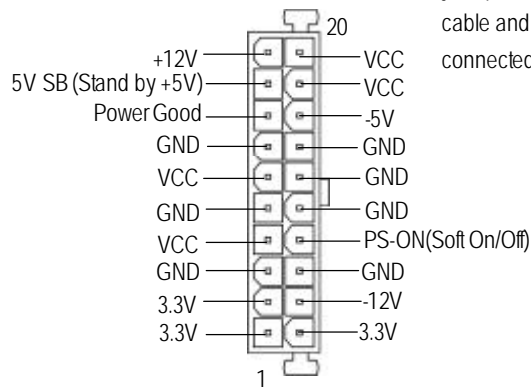 cable and
connected
20
+12V
VCC
5V SB (Stand by +5V)
VCC
Power Good
-5V
GND
GND
VCC
GND
GND
GND
VCC
PS-ON(Soft On/Off)
GND
GND
3.3V
-12V
3.3V
3.3V
1